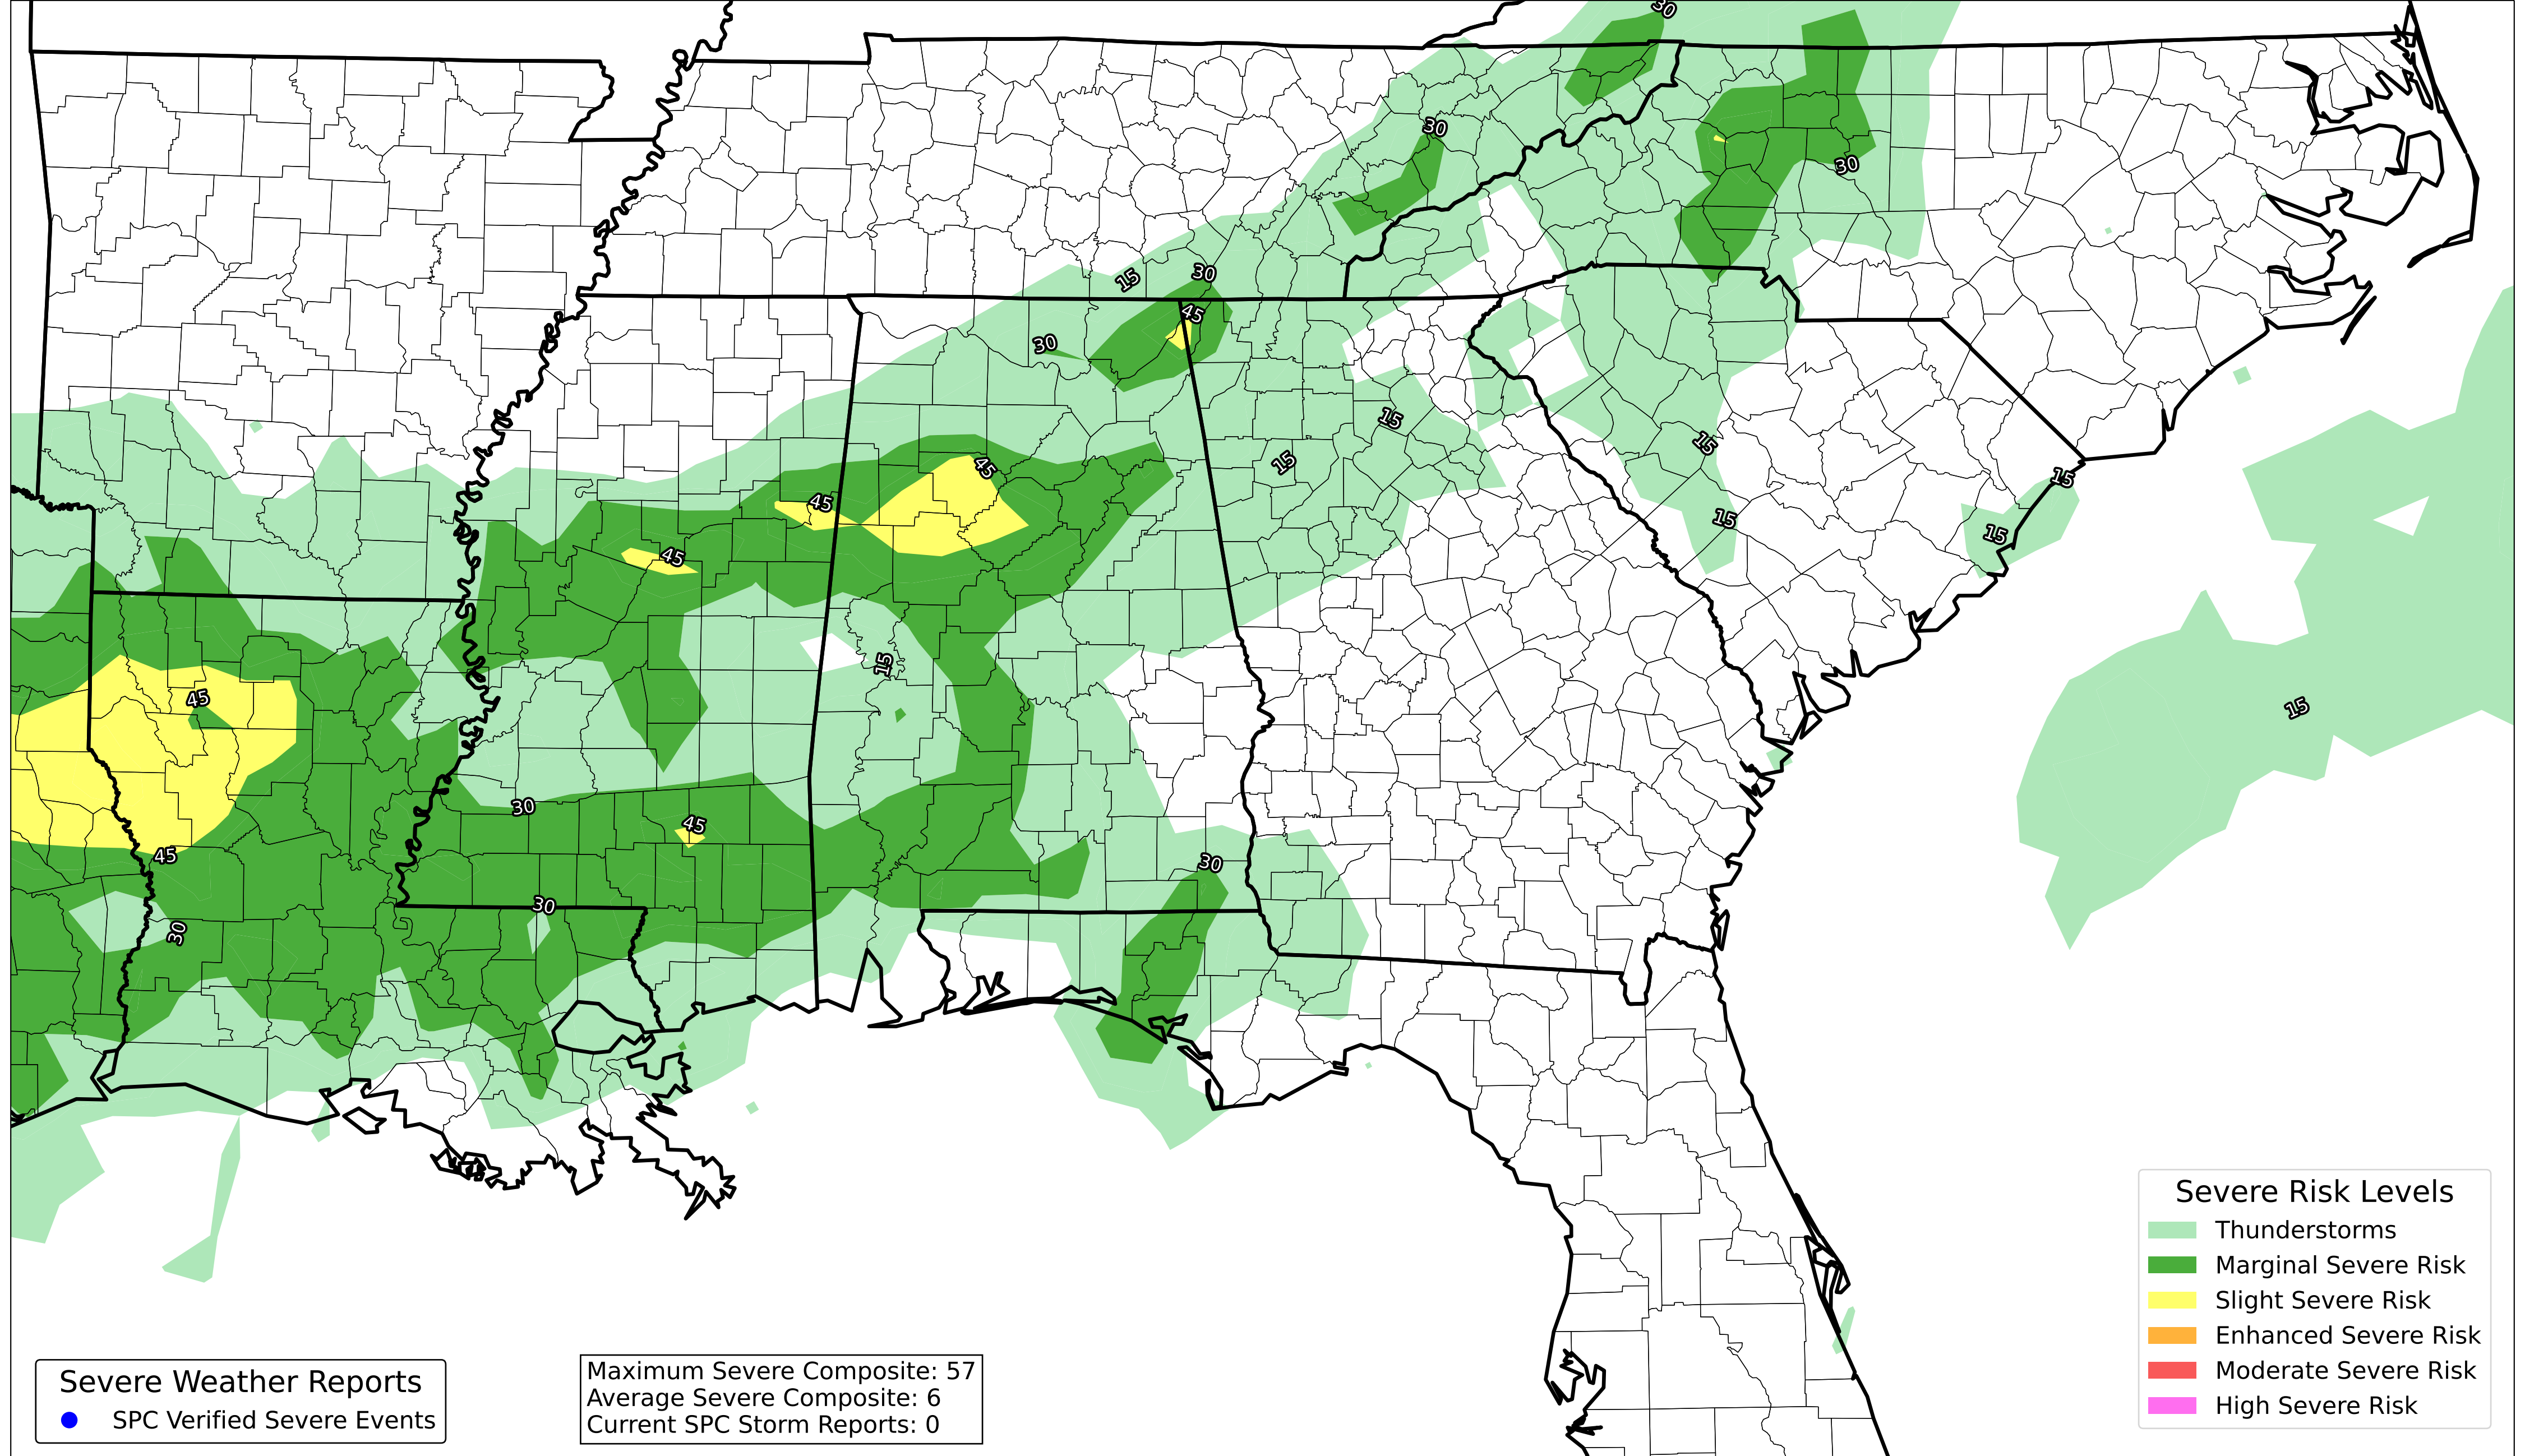 30
30
30
15
30
45
30
15
15
15
45
15
45
15
45
15
45
15
30
45
45
30
30
30
Severe Risk Levels
Thunderstorms
Marginal Severe Risk
Slight Severe Risk
Enhanced Severe Risk
Moderate Severe Risk
High Severe Risk
Severe Weather Reports
SPC Verified Severe Events
Maximum Severe Composite: 57
Average Severe Composite: 6
Current SPC Storm Reports: 0